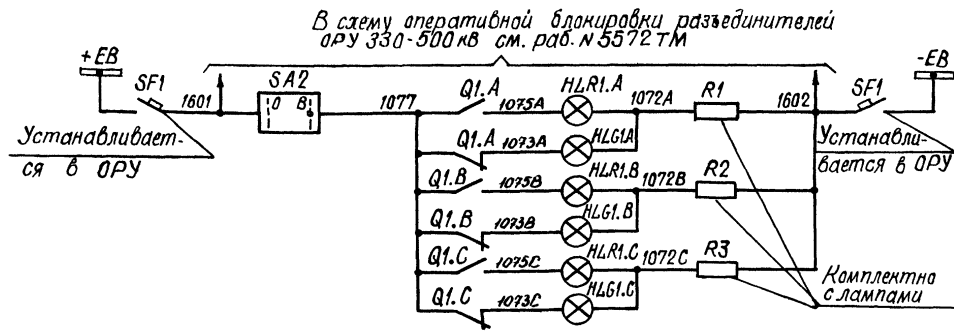 В схему оперативной блокировки разъединителей
ОРУ 330-500 кВ см. раб. N 5572 ТМ
+ЕВ
-ЕВ
SF1
1601
SA2
О В
1077
Q1.A
1075A
HLR1.A
1072A
R1
1602
SF1
Устанавливает-
ся в ОРУ
Устанавли-
вается в ОРУ
Q1.A
1073A
HLG1A
Q1.B
1075B
HLR1.B
1072B
R2
Q1.B
1073B
HLG1.B
Q1.C
1075C
HLR1.C
1072C
R3
Q1.C
1073C
HLG1.C
Комплектно
с лампами